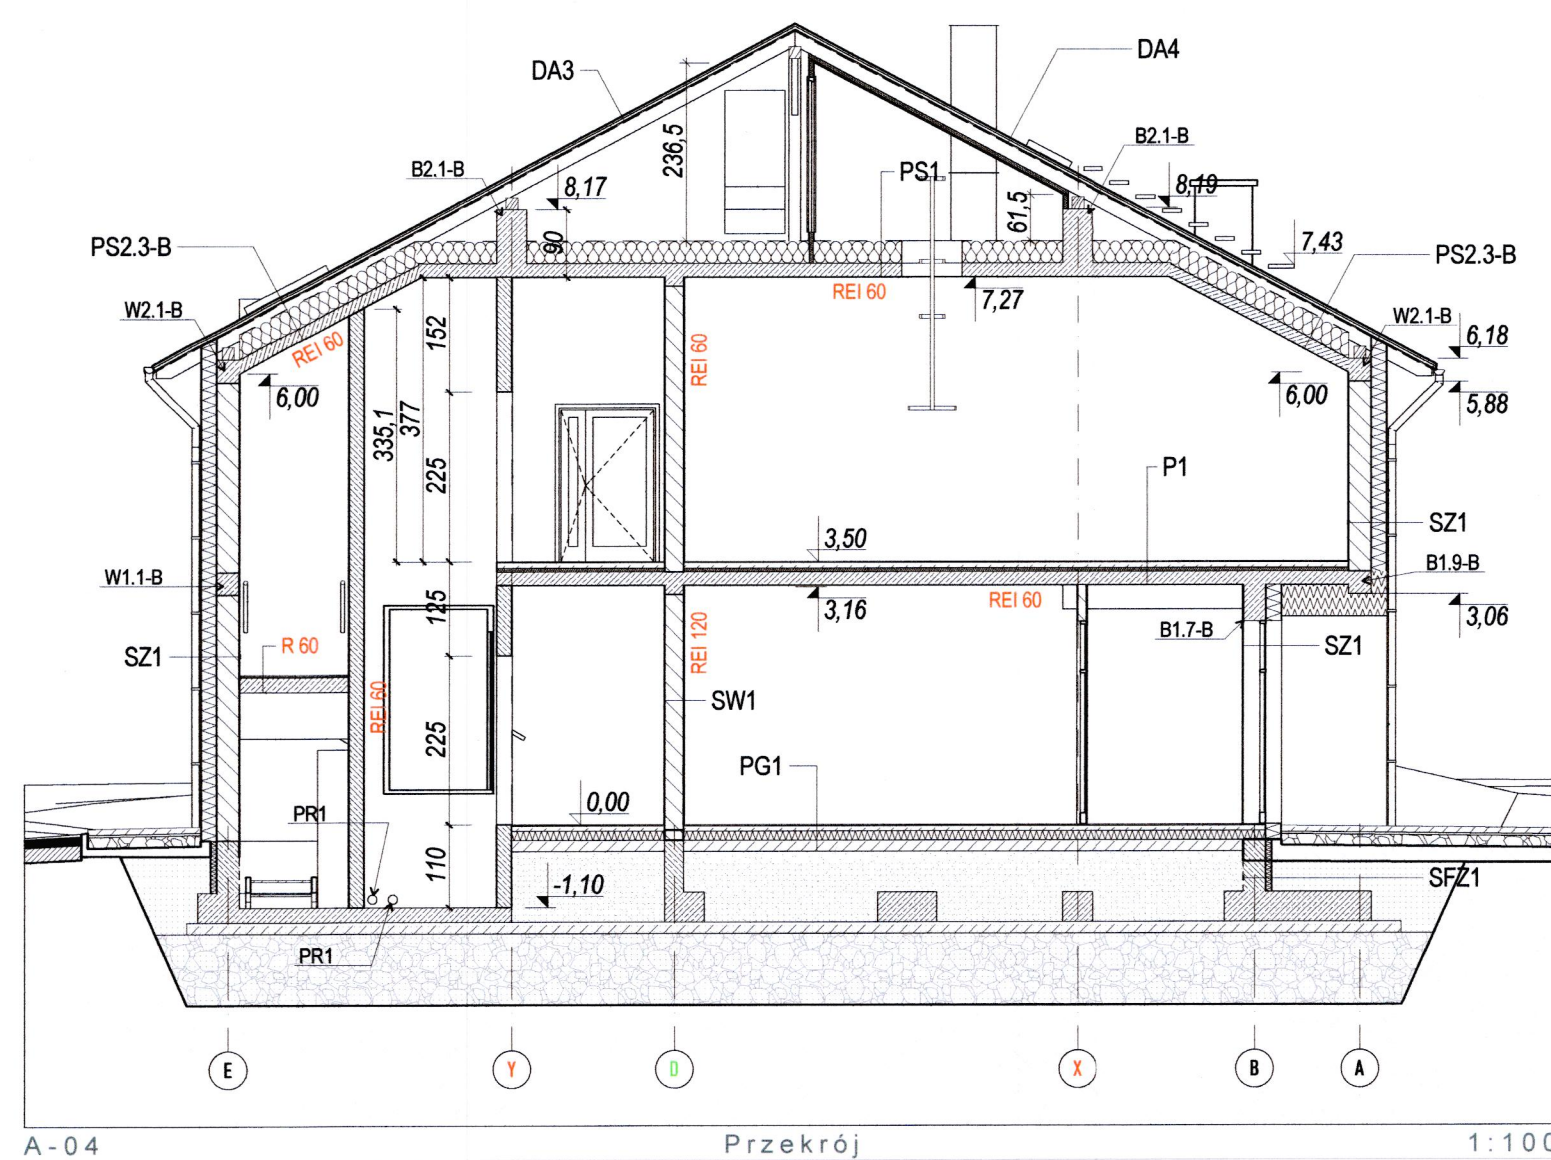 DA3
DA4
236,5
B2.1-B
B2.1-B
PS1
8,17
8,19
61,5
90
PS2.3-B
7,43
PS2.3-B
REI 60
7,27
W2.1-B
W2.1-B
152
REI 60
REI 60
6,18
6,00
6,00
5,88
335,1
377
225
P1
SZ1
3,50
W1.1-B
B1.9-B
125
3,16
REI 60
3,06
REI 120
B1.7-B
SZ1
R 60
SZ1
REI 60
SW1
225
PG1
0,00
PR1
110
-1,10
SFZ1
PR1
E
Y
D
X
B
A
A-04
Przekrój
1:100